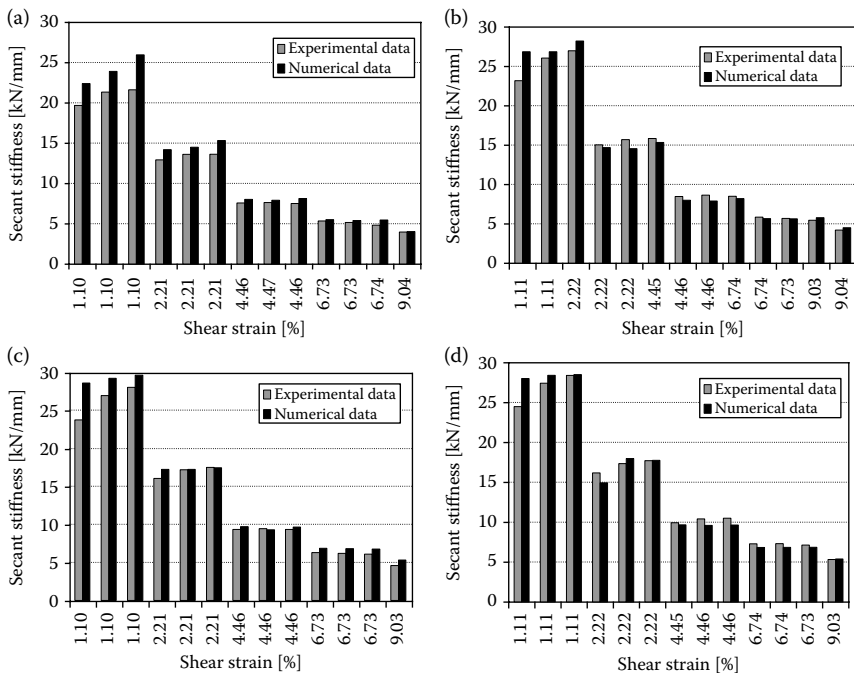 (a)
Secant stiffness [kN/mm]
30
25
20
15
10
5
0
Experimental data
Numerical data
1.10 1.10 1.10 2.21 2.21 2.21 4.46 4.47 4.46 6.73 6.73 6.74 9.04
Shear strain [%]
(b)
Secant stiffness [kN/mm]
30
25
20
15
10
5
0
Experimental data
Numerical data
1.11 1.11 2.22 2.22 2.22 4.45 4.46 4.46 6.74 6.74 6.73 9.03 9.04
Shear strain [%]
(c)
Secant stiffness [kN/mm]
30
25
20
15
10
5
0
Experimental data
Numerical data
1.10 1.10 1.10 2.21 2.21 2.21 4.46 4.46 4.46 6.73 6.73 6.73 9.03
Shear strain [%]
(d)
Secant stiffness [kN/mm]
30
25
20
15
10
5
0
Experimental data
Numerical data
1.11 1.11 1.11 2.22 2.22 2.22 4.45 4.46 4.46 6.74 6.74 6.74 9.03
Shear strain [%]